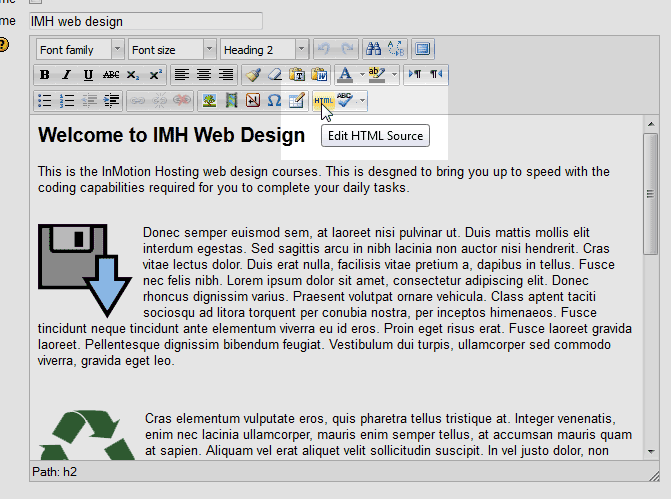 me IMH web design
Font family Font size Heading 2
B I U ABC x₂ x² A ab
HTML ABC
Edit HTML Source
Welcome to IMH Web Design
This is the InMotion Hosting web design courses. This is desgned to bring you up to speed with the
coding capabilities required for you to complete your daily tasks.
Donec semper euismod sem, at laoreet nisi pulvinar ut. Duis mattis mollis elit
interdum egestas. Sed sagittis arcu in nibh lacinia non auctor nisi hendrerit. Cras
vitae lectus dolor. Duis erat nulla, facilisis vitae pretium a, dapibus in tellus. Fusce
nec felis nibh. Lorem ipsum dolor sit amet, consectetur adipiscing elit. Donec
rhoncus dignissim varius. Praesent volutpat ornare vehicula. Class aptent taciti
sociosqu ad litora torquent per conubia nostra, per inceptos himenaeos. Fusce
tincidunt neque tincidunt ante elementum viverra eu id eros. Proin eget risus erat. Fusce laoreet gravida
laoreet. Pellentesque dignissim bibendum feugiat. Vestibulum dui turpis, ullamcorper sed commodo
viverra, gravida eget leo.
Cras elementum vulputate eros, quis pharetra tellus tristique at. Integer venenatis,
enim nec lacinia ullamcorper, mauris enim semper tellus, at accumsan mauris quam
at sapien. Aliquam vel erat aliquet velit sollicitudin suscipit. In vel justo dolor, non
Path: h2